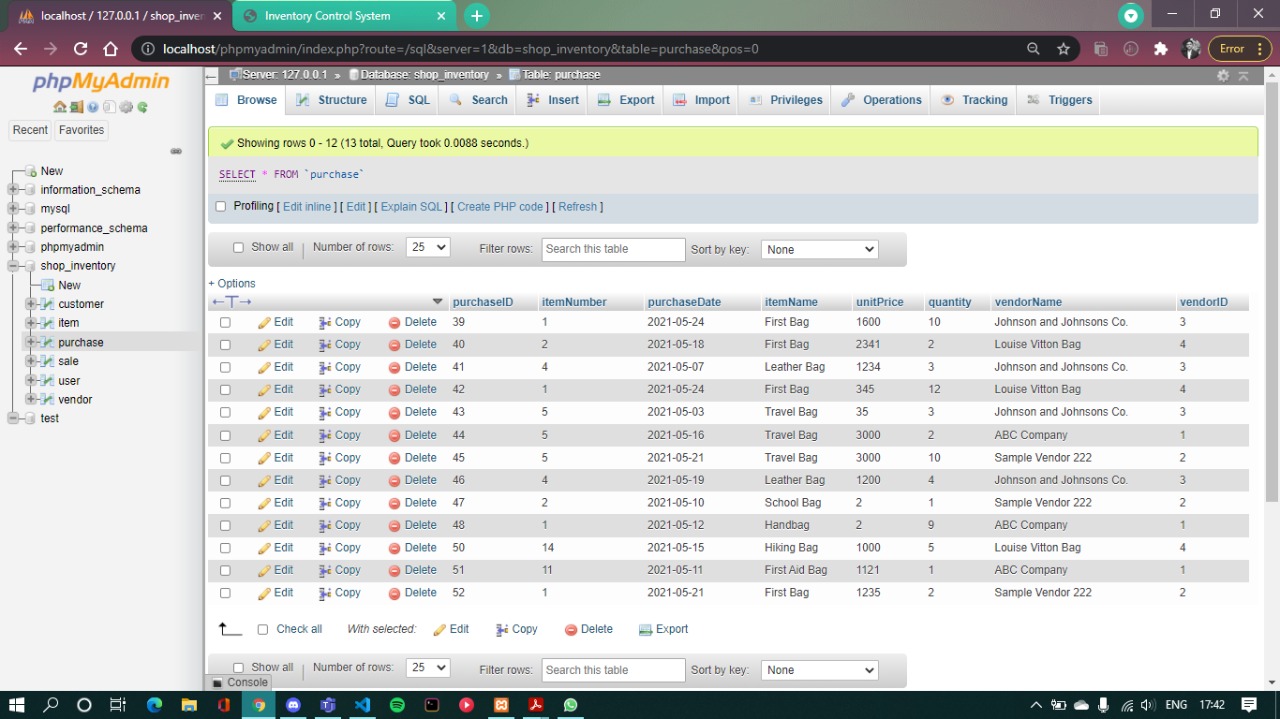 localhost / 127.0.0.1 / shop_inven
Inventory Control System
localhost/phpmyadmin/index.php?route=/sql&server=1&db=shop_inventory&table=purchase&pos=0
Error
phpMyAdmin
Recent
Favorites
New
information_schema
mysql
performance_schema
phpmyadmin
shop_inventory
New
customer
item
purchase
sale
user
vendor
test
Server: 127.0.0.1 » Database: shop_inventory » Table: purchase
Browse Structure SQL Search Insert Export Import Privileges Operations Tracking Triggers
Showing rows 0 - 12 (13 total, Query took 0.0088 seconds.)
SELECT * FROM `purchase`
Profiling [ Edit inline ] [ Edit ] [ Explain SQL ] [ Create PHP code ] [ Refresh ]
Show all | Number of rows: 25 Filter rows: Search this table Sort by key: None
+ Options
←T→ purchaseID itemNumber purchaseDate itemName unitPrice quantity vendorName vendorID
Edit Copy Delete 39 1 2021-05-24 First Bag 1600 10 Johnson and Johnsons Co. 3
Edit Copy Delete 40 2 2021-05-18 First Bag 2341 2 Louise Vitton Bag 4
Edit Copy Delete 41 4 2021-05-07 Leather Bag 1234 3 Johnson and Johnsons Co. 3
Edit Copy Delete 42 1 2021-05-24 First Bag 345 12 Louise Vitton Bag 4
Edit Copy Delete 43 5 2021-05-03 Travel Bag 35 3 Johnson and Johnsons Co. 3
Edit Copy Delete 44 5 2021-05-16 Travel Bag 3000 2 ABC Company 1
Edit Copy Delete 45 5 2021-05-21 Travel Bag 3000 10 Sample Vendor 222 2
Edit Copy Delete 46 4 2021-05-19 Leather Bag 1200 4 Johnson and Johnsons Co. 3
Edit Copy Delete 47 2 2021-05-10 School Bag 2 1 Sample Vendor 222 2
Edit Copy Delete 48 1 2021-05-12 Handbag 2 9 ABC Company 1
Edit Copy Delete 50 14 2021-05-15 Hiking Bag 1000 5 Louise Vitton Bag 4
Edit Copy Delete 51 11 2021-05-11 First Aid Bag 1121 1 ABC Company 1
Edit Copy Delete 52 1 2021-05-21 First Bag 1235 2 Sample Vendor 222 2
Check all With selected: Edit Copy Delete Export
Show all | Number of rows: 25 Filter rows: Search this table Sort by key: None
Console
ENG 17:42